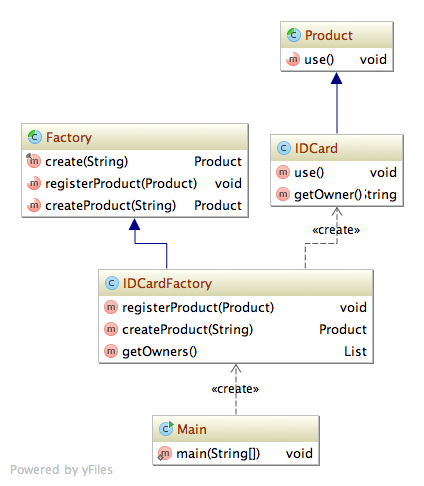 Product
use() void
Factory
create(String) Product
registerProduct(Product) void
createProduct(String) Product
IDCard
use() void
getOwner() String
«create»
IDCardFactory
registerProduct(Product) void
createProduct(String) Product
getOwners() List
«create»
Main
main(String[]) void
Powered by yFiles